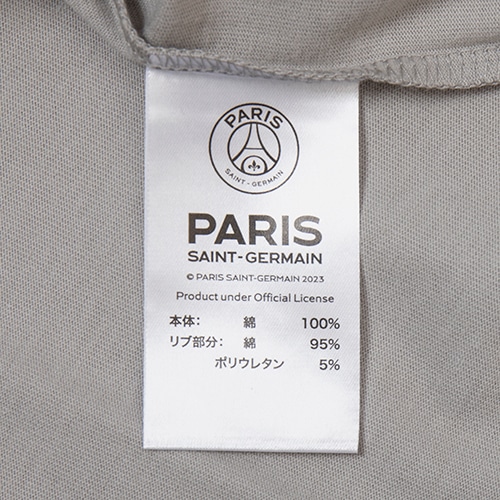 PARIS
SAINT-GERMAIN
PARIS
SAINT-GERMAIN
© PARIS SAINT-GERMAIN 2023
Product under Official License
本体: 綿 100%
リブ部分: 綿 95%
ポリウレタン 5%